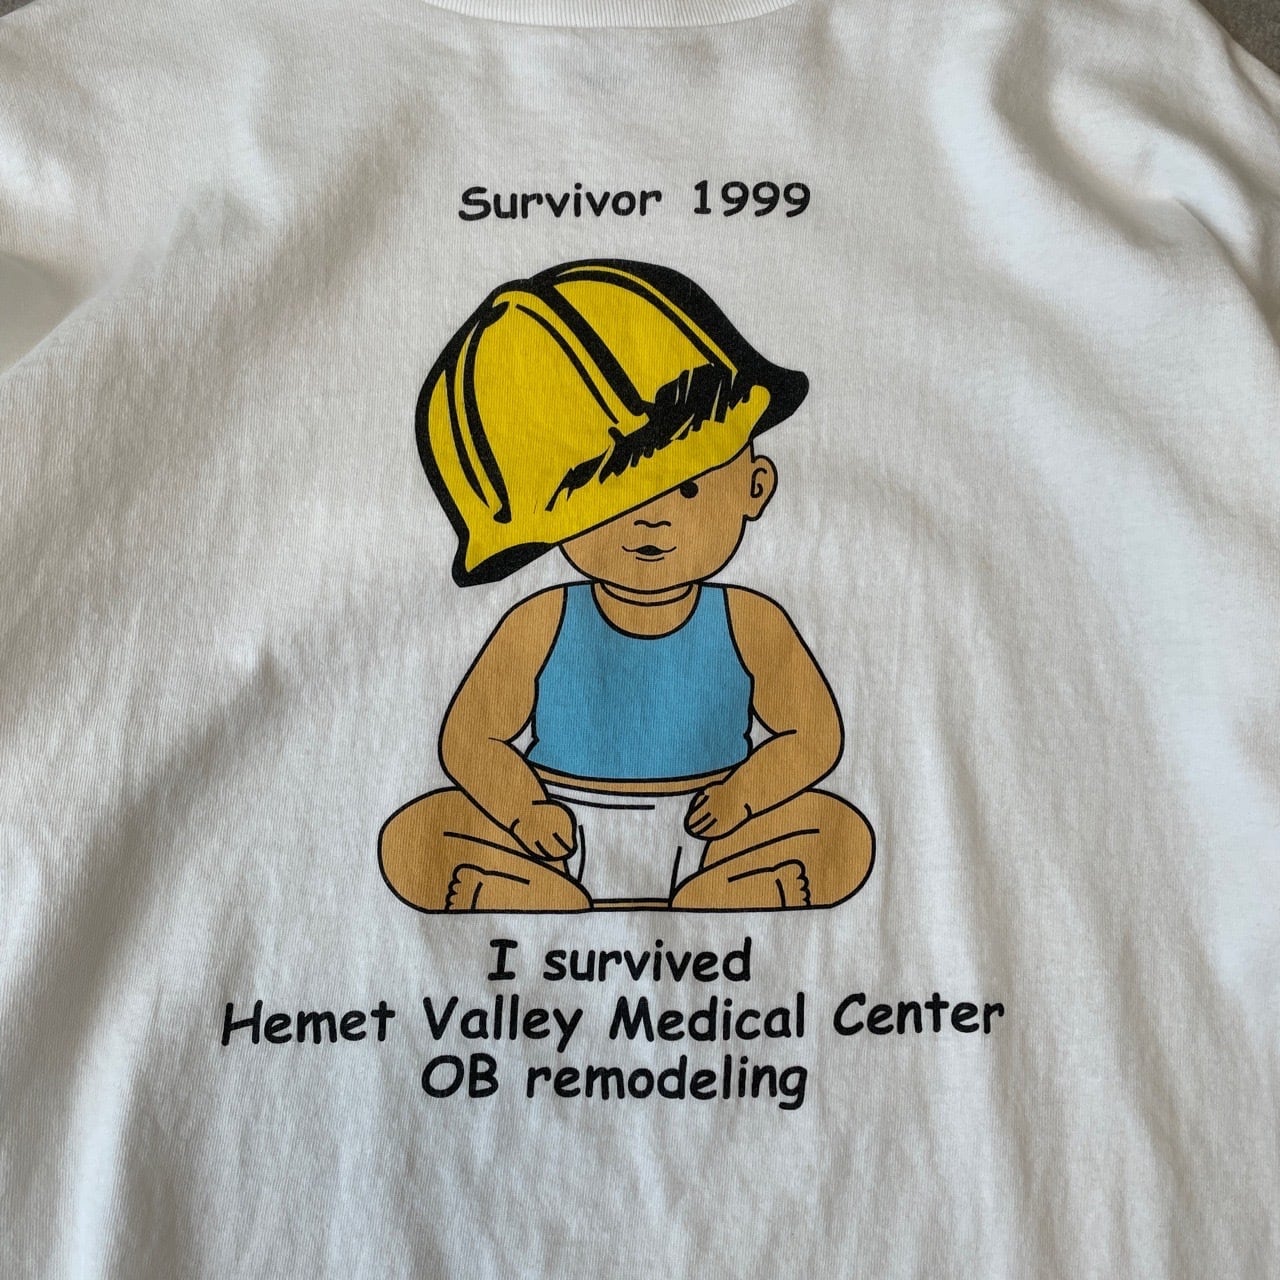 Survivor 1999
I survived
Hemet Valley Medical Center
OB remodeling